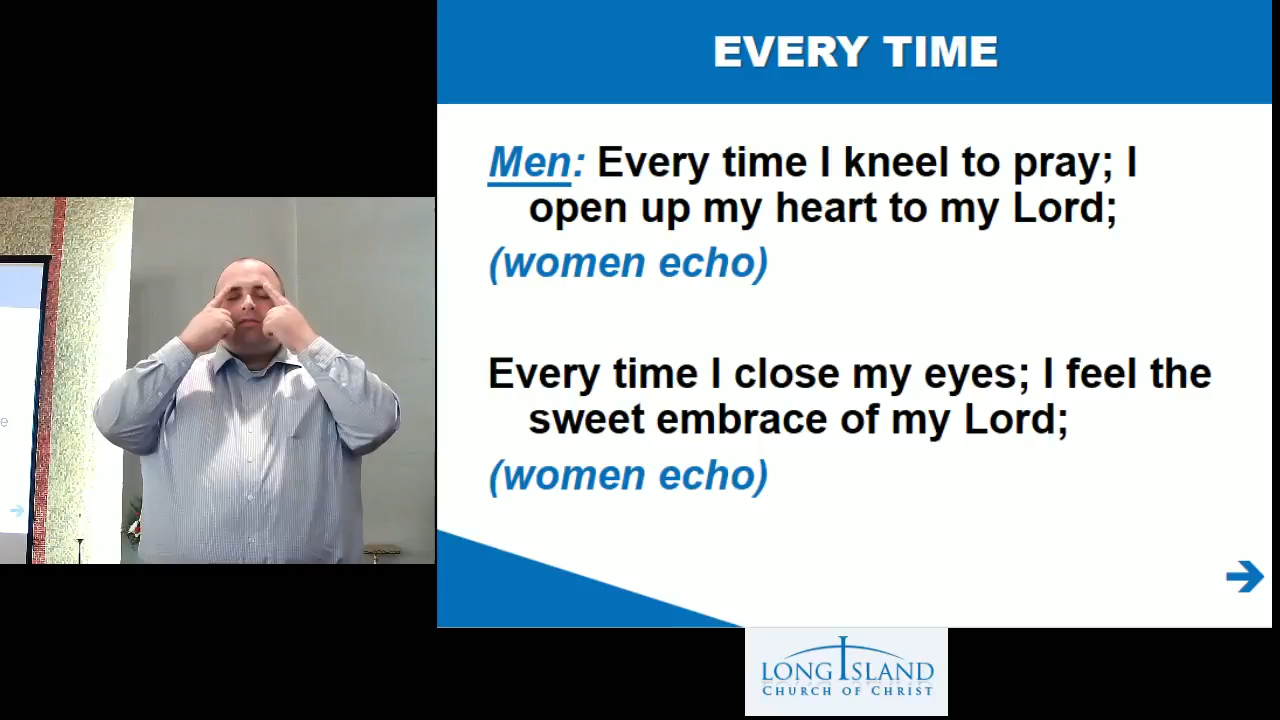 EVERY TIME
Men: Every time I kneel to pray; I
open up my heart to my Lord;
(women echo)
Every time I close my eyes; I feel the
sweet embrace of my Lord;
(women echo)
e
LONG ISLAND
CHURCH OF CHRIST